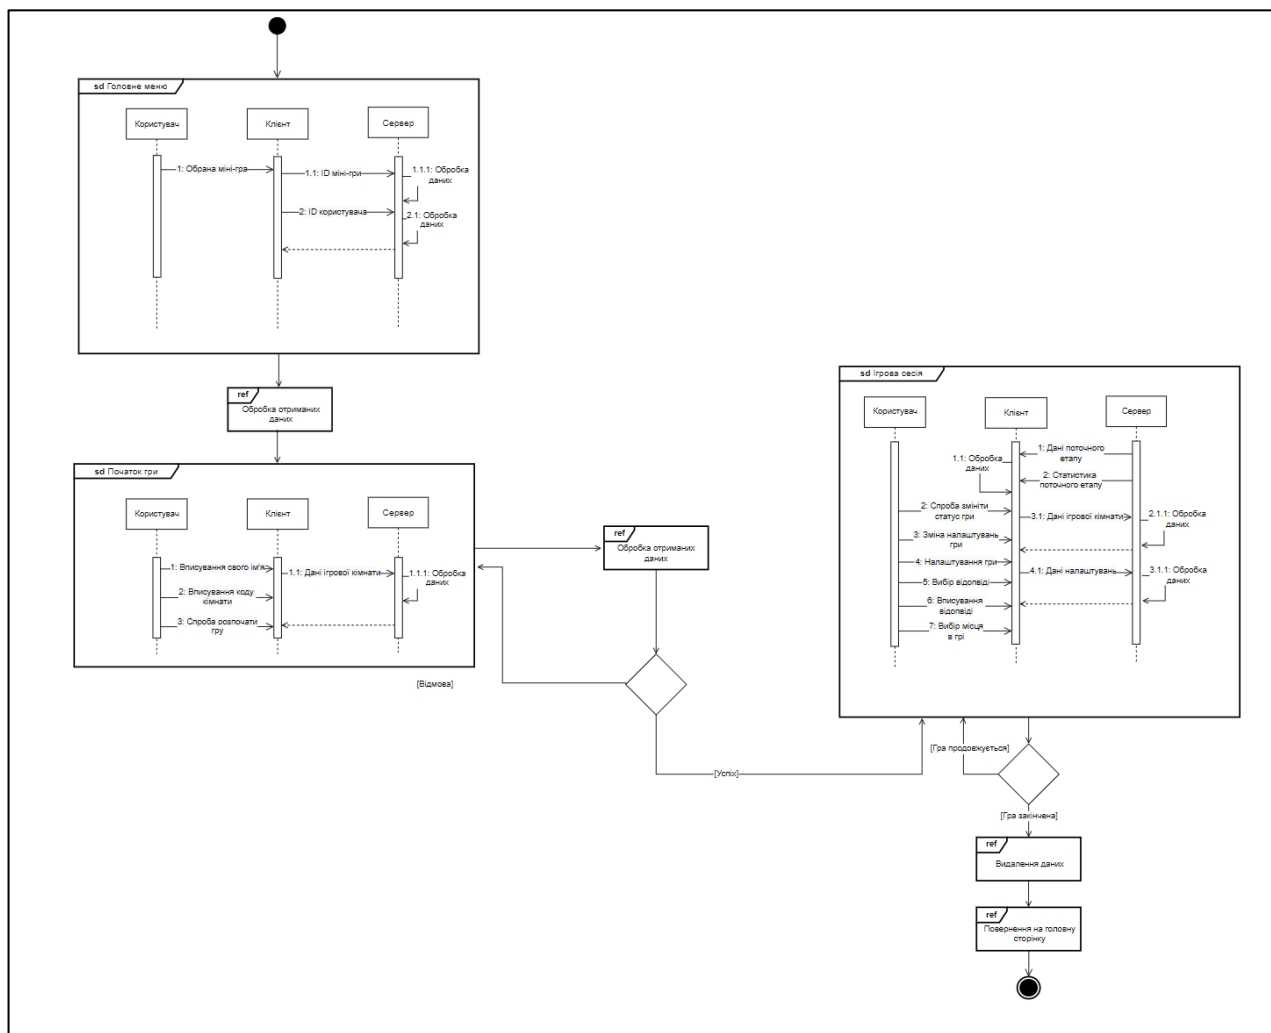 sd Головне меню
Користувач
Клієнт
Сервер
1: Обрана міні-гра
1.1: ID міні-гри
1.1.1: Обробка
даних
2: ID користувача
2.1: Обробка
даних
ref
Обробка отриманих
даних
sd Початок гри
Користувач
Клієнт
Сервер
1: Вписування свого ім'я
1.1: Дані ігрової кімнати
1.1.1: Обробка
даних
2: Вписування коду
кімнати
3: Спроба розпочати
гру
ref
Обробка отриманих
даних
[Відмова]
[Успіх]
sd Ігрова сесія
Користувач
Клієнт
Сервер
1: Дані поточного
етапу
1.1: Обробка
даних
2: Статистика
поточного етапу
2: Спроба змініти
статус гри
3.1: Дані ігрової кімнати
2.1.1: Обробка
даних
3: Зміна налаштувань
гри
4: Налаштування гри
4.1: Дані налаштувань
3.1.1: Обробка
даних
5: Вибір відповіді
6: Вписування
відповіді
7: Вибір місця
в грі
[Гра продовжується]
[Гра закінчена]
ref
Видалення даних
ref
Повернення на головну
сторінку